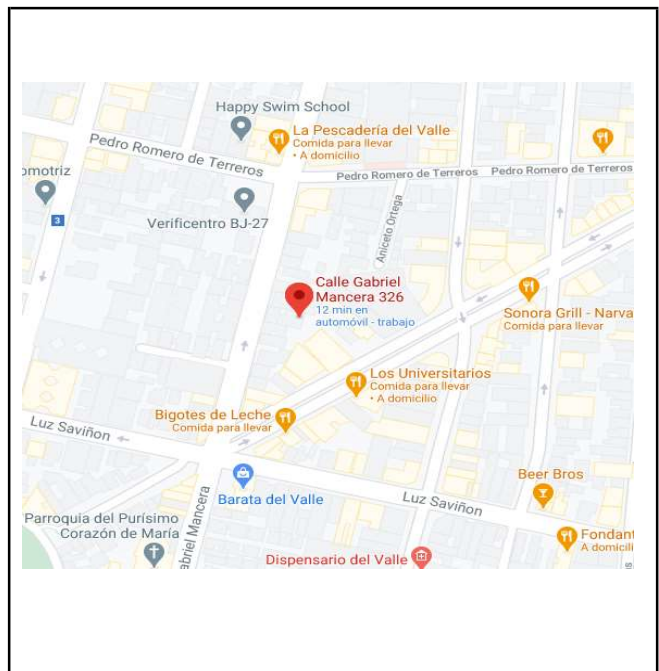 Happy Swim School
La Pescadería del Valle
Comida para llevar
• A domicilio
Pedro Romero de Terreros
Pedro Romero de Terreros
Pedro Romero de Terreros
omotriz
3
Verificentro BJ-27
Aniceto Ortega
Calle Gabriel
Mancera 326
12 min en
automóvil - trabajo
Sonora Grill - Narva
Comida para llevar
Los Universitarios
Comida para llevar
• A domicilio
Bigotes de Leche
Comida para llevar
Luz Saviñon
Barata del Valle
Luz Saviñon
Beer Bros
Parroquia del Purísimo
Corazón de María
abriel Mancera
Dispensario del Valle
Fondant
A domicili